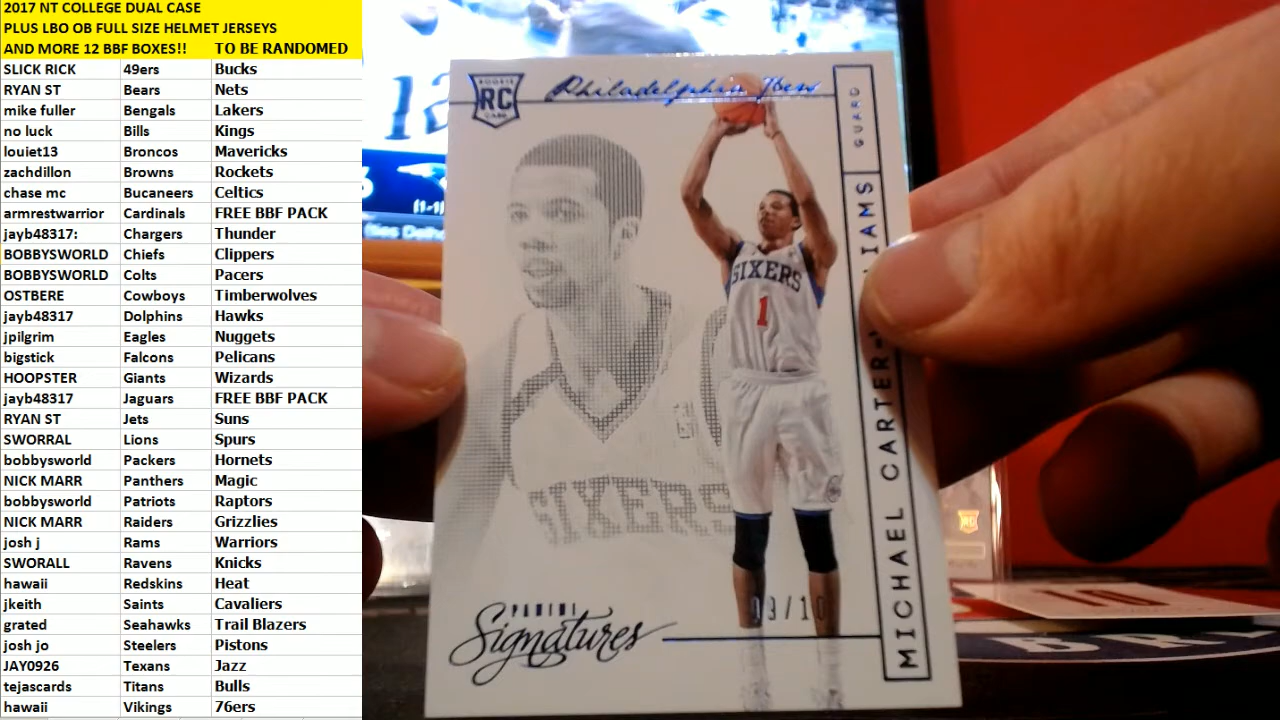 2017 NT COLLEGE DUAL CASE
PLUS LBO OB FULL SIZE HELMET JERSEYS
AND MORE 12 BBF BOXES!! TO BE RANDOMED
SLICK RICK 49ers Bucks
RYAN ST Bears Nets
mike fuller Bengals Lakers
no luck Bills Kings
louiet13 Broncos Mavericks
zachdillon Browns Rockets
chase mc Bucaneers Celtics
armrestwarrior Cardinals FREE BBF PACK
jayb48317: Chargers Thunder
BOBBYSWORLD Chiefs Clippers
BOBBYSWORLD Colts Pacers
OSTBERE Cowboys Timberwolves
jayb48317 Dolphins Hawks
jpilgrim Eagles Nuggets
bigstick Falcons Pelicans
HOOPSTER Giants Wizards
jayb48317 Jaguars FREE BBF PACK
RYAN ST Jets Suns
SWORRAL Lions Spurs
bobbysworld Packers Hornets
NICK MARR Panthers Magic
bobbysworld Patriots Raptors
NICK MARR Raiders Grizzlies
josh j Rams Warriors
SWORALL Ravens Knicks
hawaii Redskins Heat
jkeith Saints Cavaliers
grated Seahawks Trail Blazers
josh jo Steelers Pistons
JAY0926 Texans Jazz
tejascards Titans Bulls
hawaii Vikings 76ers
ROOKIE
RC
CARD
Philadelphia 76ers
GUARD
MICHAEL CARTER
SIXERS
1
SIXERS
PANINI
Signatures
RC